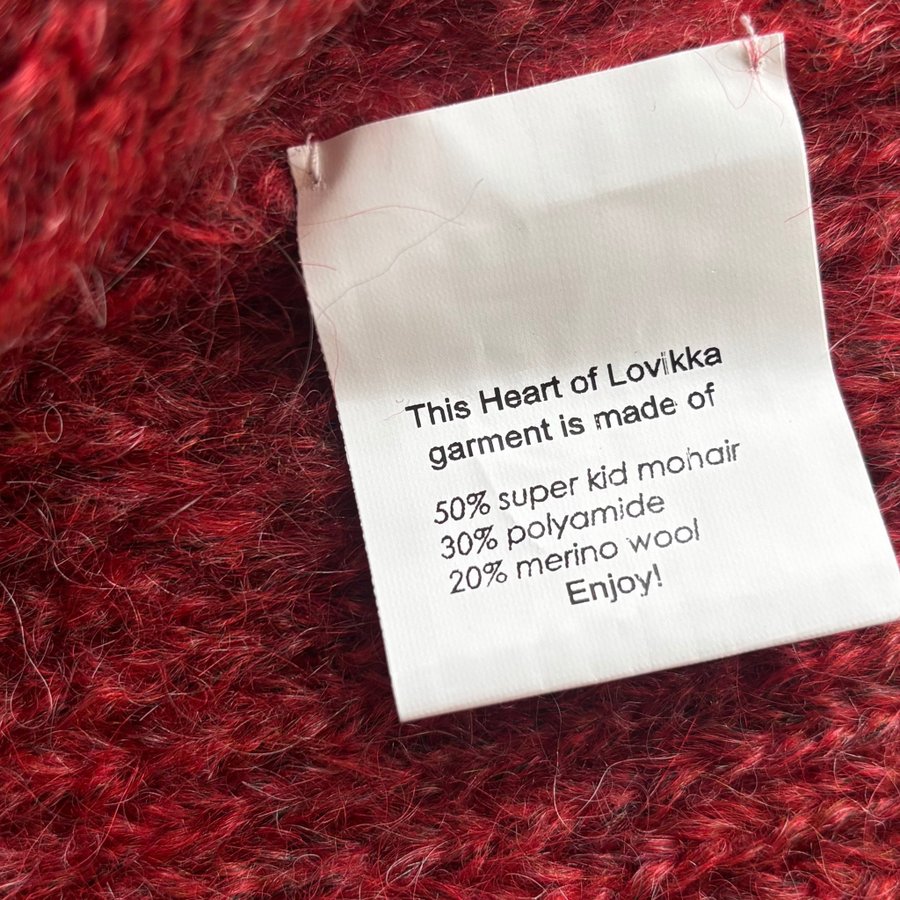 This Heart of Lovikka
garment is made of
50% super kid mohair
30% polyamide
20% merino wool
Enjoy!